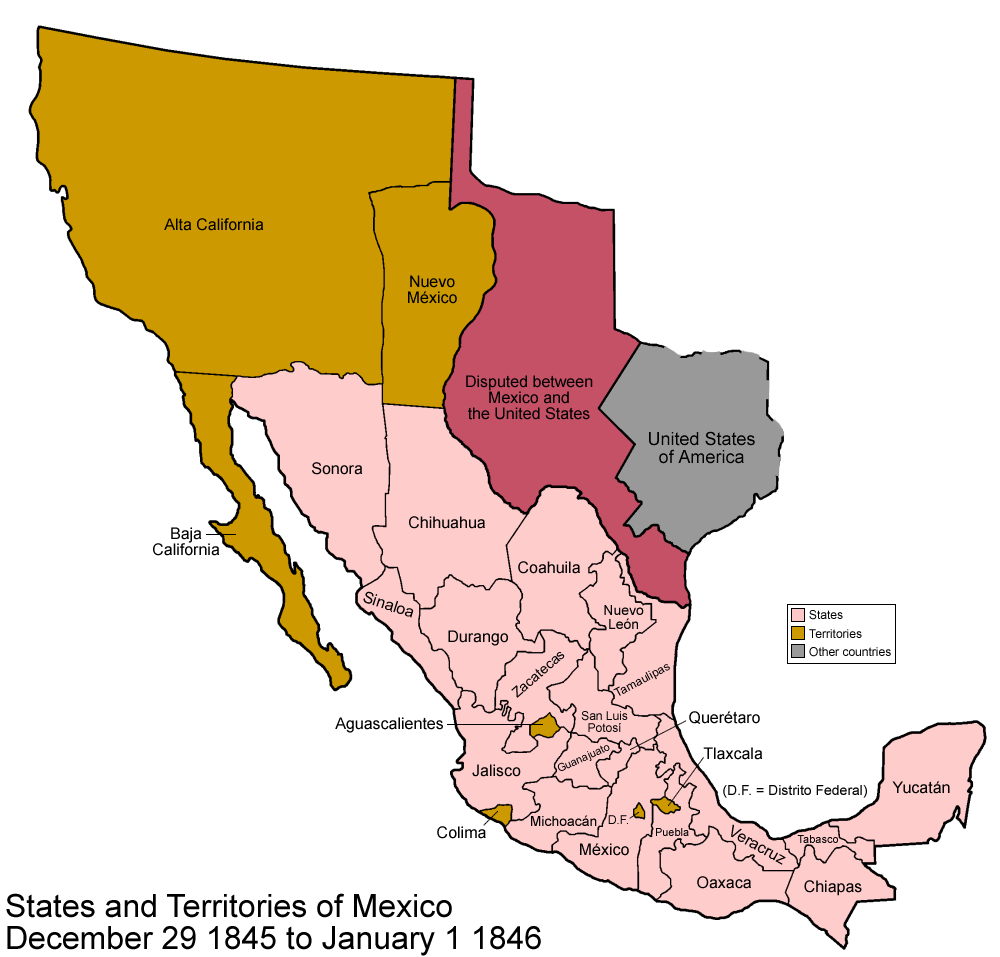 Alta California
Nuevo
México
Disputed between
Mexico and
the United States
United States
of America
Sonora
Chihuahua
Baja
California
Coahuila
Sinaloa
Nuevo
León
Durango
Zacatecas
Tamaulipas
States
Territories
Other countries
Aguascalientes
San Luis
Potosí
Querétaro
Guanajuato
Tlaxcala
Jalisco
(D.F. = Distrito Federal)
Yucatán
Colima
Michoacán
D.F.
Puebla
Veracruz
Tabasco
México
Oaxaca
Chiapas
States and Territories of Mexico
December 29 1845 to January 1 1846